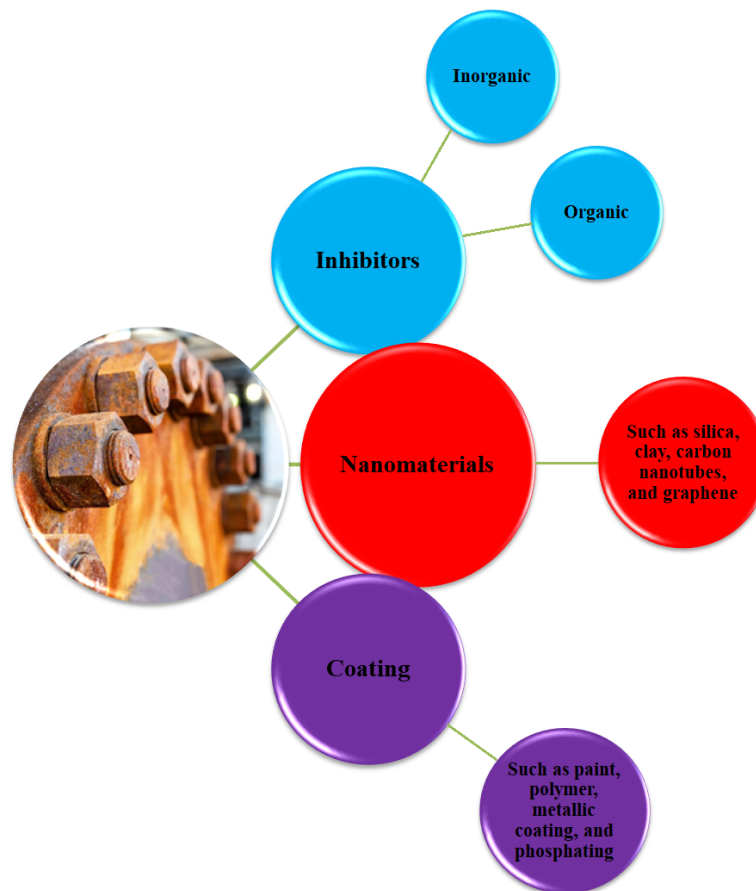 Inorganic
Organic
Inhibitors
Such as silica,
clay, carbon
nanotubes,
and graphene
Nanomaterials
Coating
Such as paint,
polymer,
metallic
coating, and
phosphating